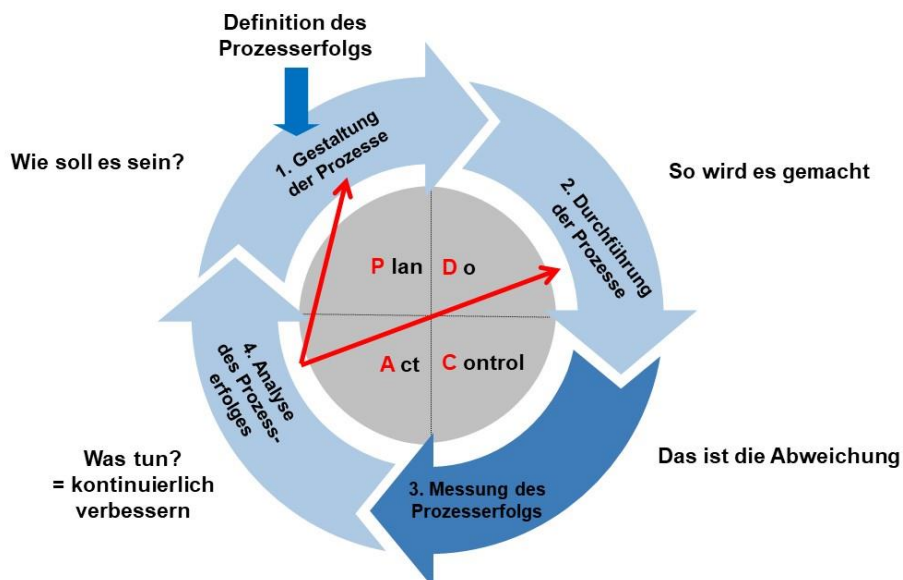 Definition des
Prozesserfolgs
1. Gestaltung
der Prozesse
Wie soll es sein?
So wird es gemacht
2. Durchführung
der Prozesse
P lan
D o
A ct
C ontrol
4. Analyse
des Prozess-
erfolges
Das ist die Abweichung
Was tun?
= kontinuierlich
verbessern
3. Messung des
Prozesserfolgs